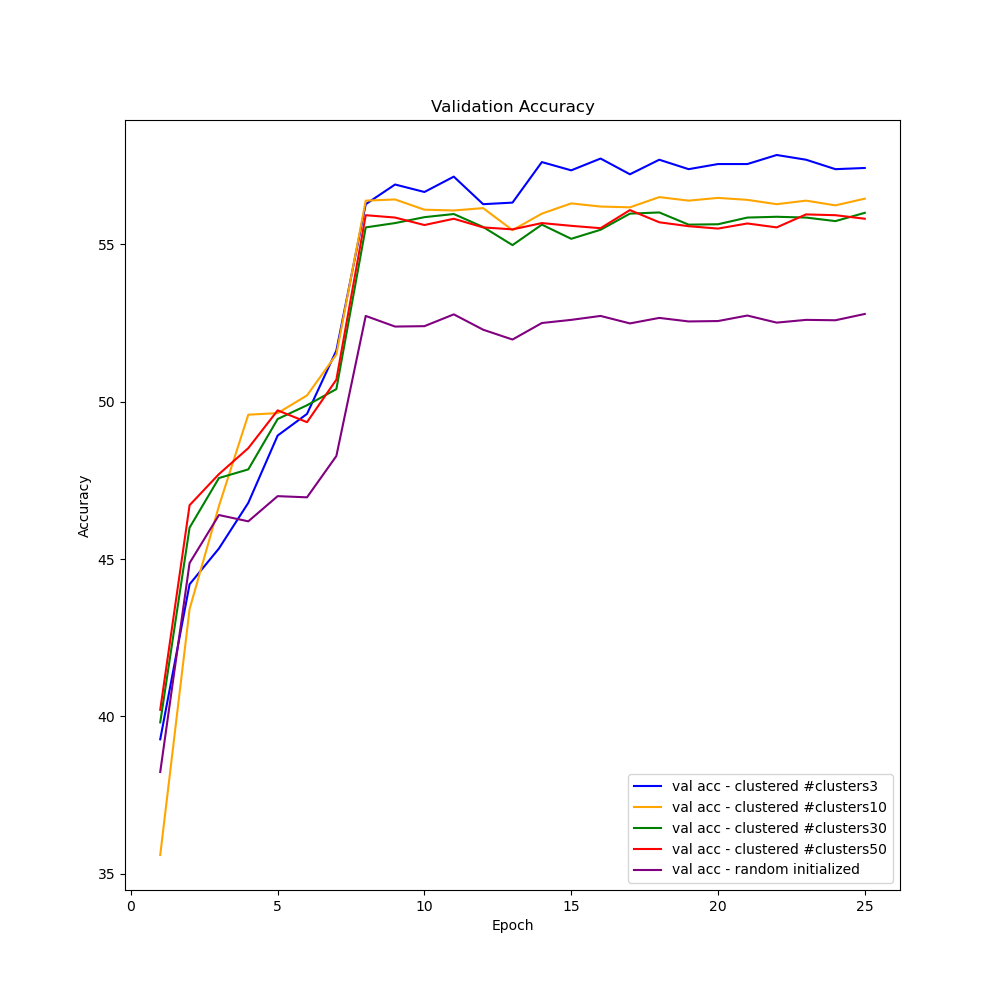 Validation Accuracy
Accuracy
55
50
45
40
35
0 5 10 15 20 25
Epoch
val acc - clustered #clusters3
val acc - clustered #clusters10
val acc - clustered #clusters30
val acc - clustered #clusters50
val acc - random initialized